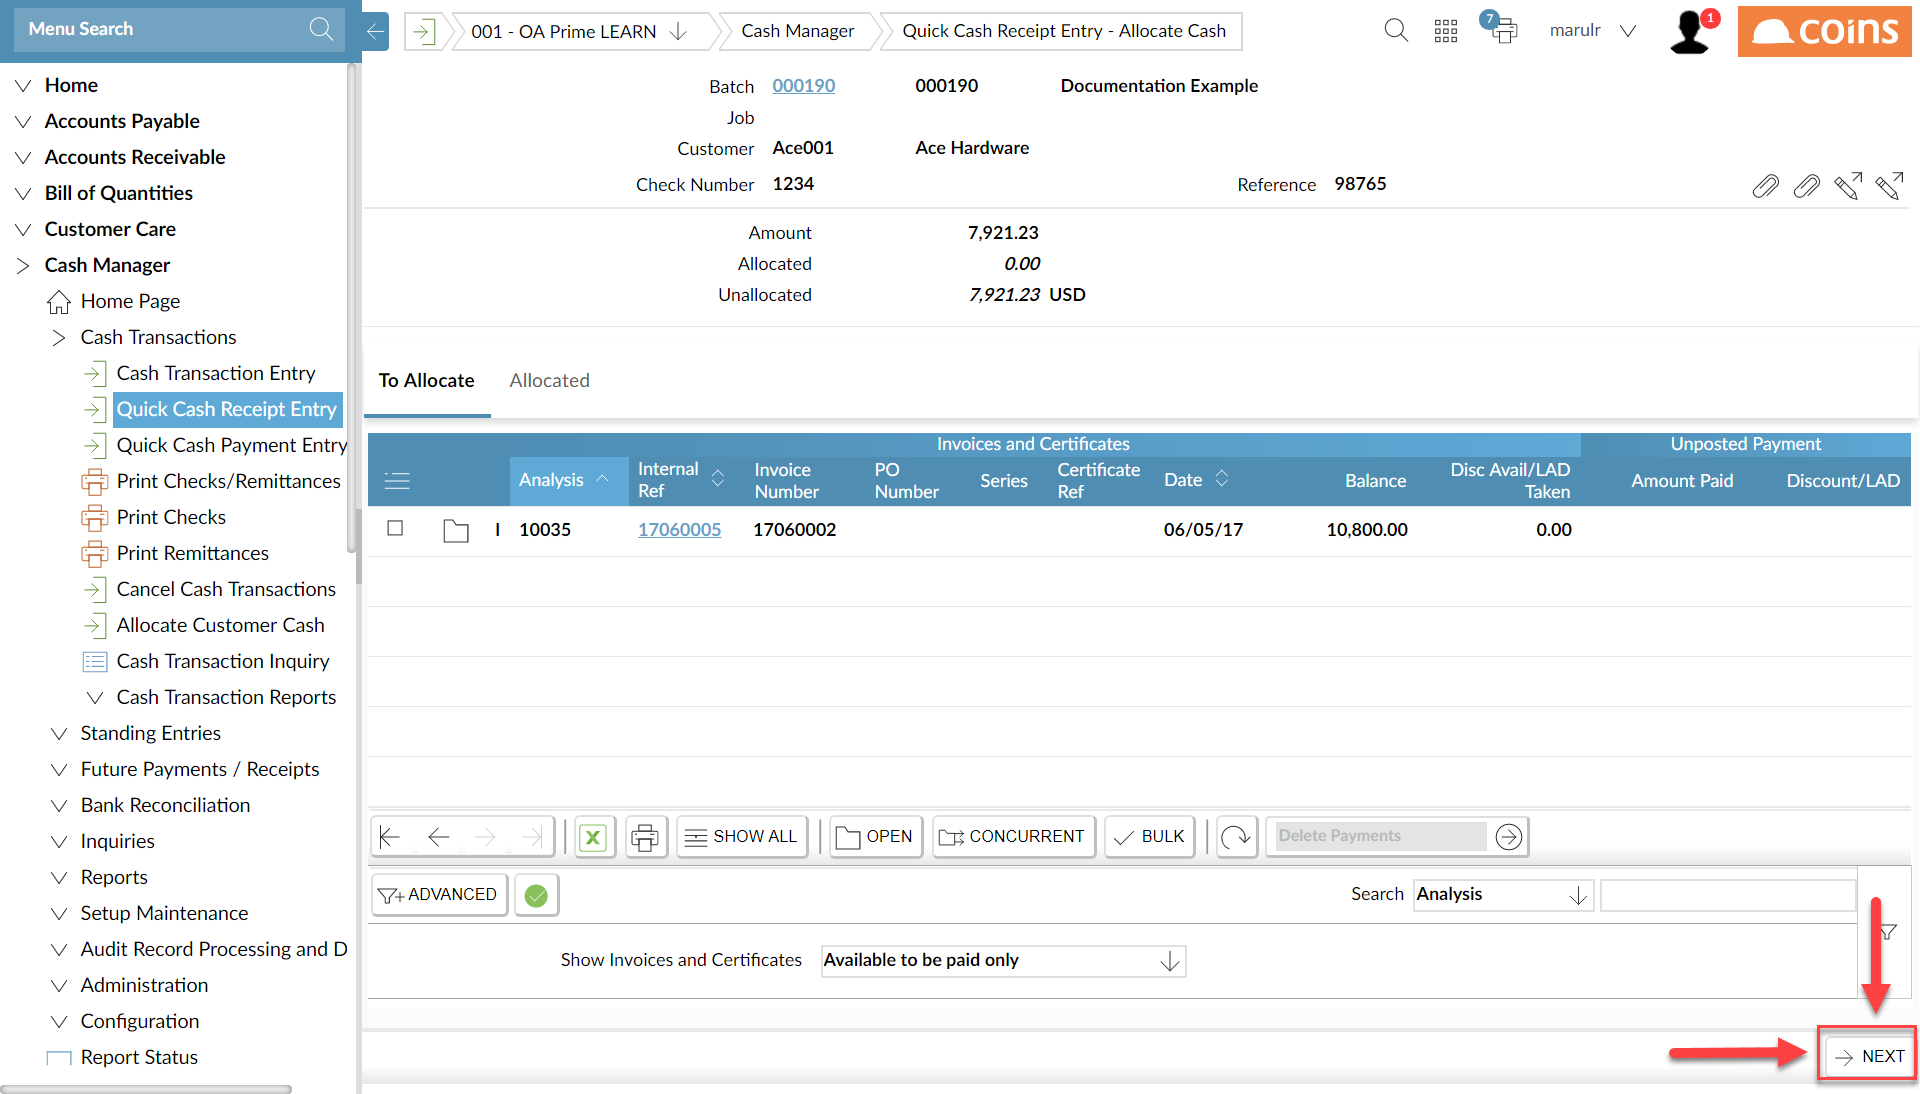 Menu Search
001 - OA Prime LEARN
Cash Manager
Quick Cash Receipt Entry - Allocate Cash
7
marulr
1
coins
Home
Accounts Payable
Accounts Receivable
Bill of Quantities
Customer Care
Cash Manager
Home Page
Cash Transactions
Cash Transaction Entry
Quick Cash Receipt Entry
Quick Cash Payment Entry
Print Checks/Remittances
Print Checks
Print Remittances
Cancel Cash Transactions
Allocate Customer Cash
Cash Transaction Inquiry
Cash Transaction Reports
Standing Entries
Future Payments / Receipts
Bank Reconciliation
Inquiries
Reports
Setup Maintenance
Audit Record Processing and D
Administration
Configuration
Report Status
Batch 000190 000190 Documentation Example
Job
Customer Ace001 Ace Hardware
Check Number 1234 Reference 98765
Amount 7,921.23
Allocated 0.00
Unallocated 7,921.23 USD
To Allocate Allocated
Invoices and Certificates Unposted Payment
Analysis Internal Ref Invoice Number PO Number Series Certificate Ref Date Balance Disc Avail/LAD Taken Amount Paid Discount/LAD
I 10035 17060005 17060002 06/05/17 10,800.00 0.00
SHOW ALL OPEN CONCURRENT BULK Delete Payments
ADVANCED Search Analysis
Show Invoices and Certificates Available to be paid only
NEXT